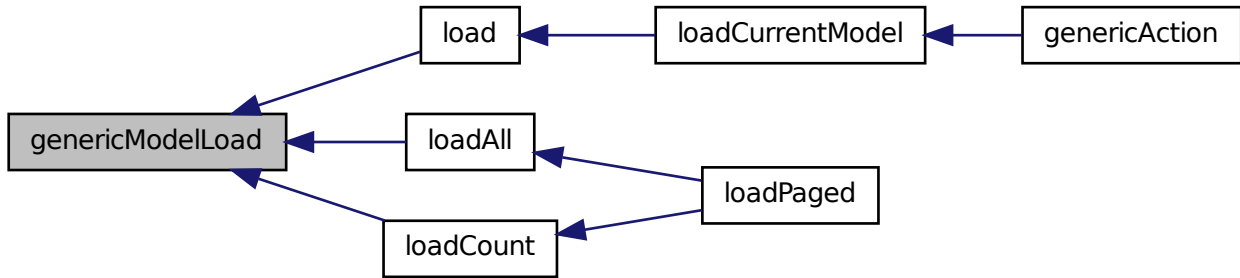 load
loadCurrentModel
genericAction
genericModelLoad
loadAll
loadPaged
loadCount